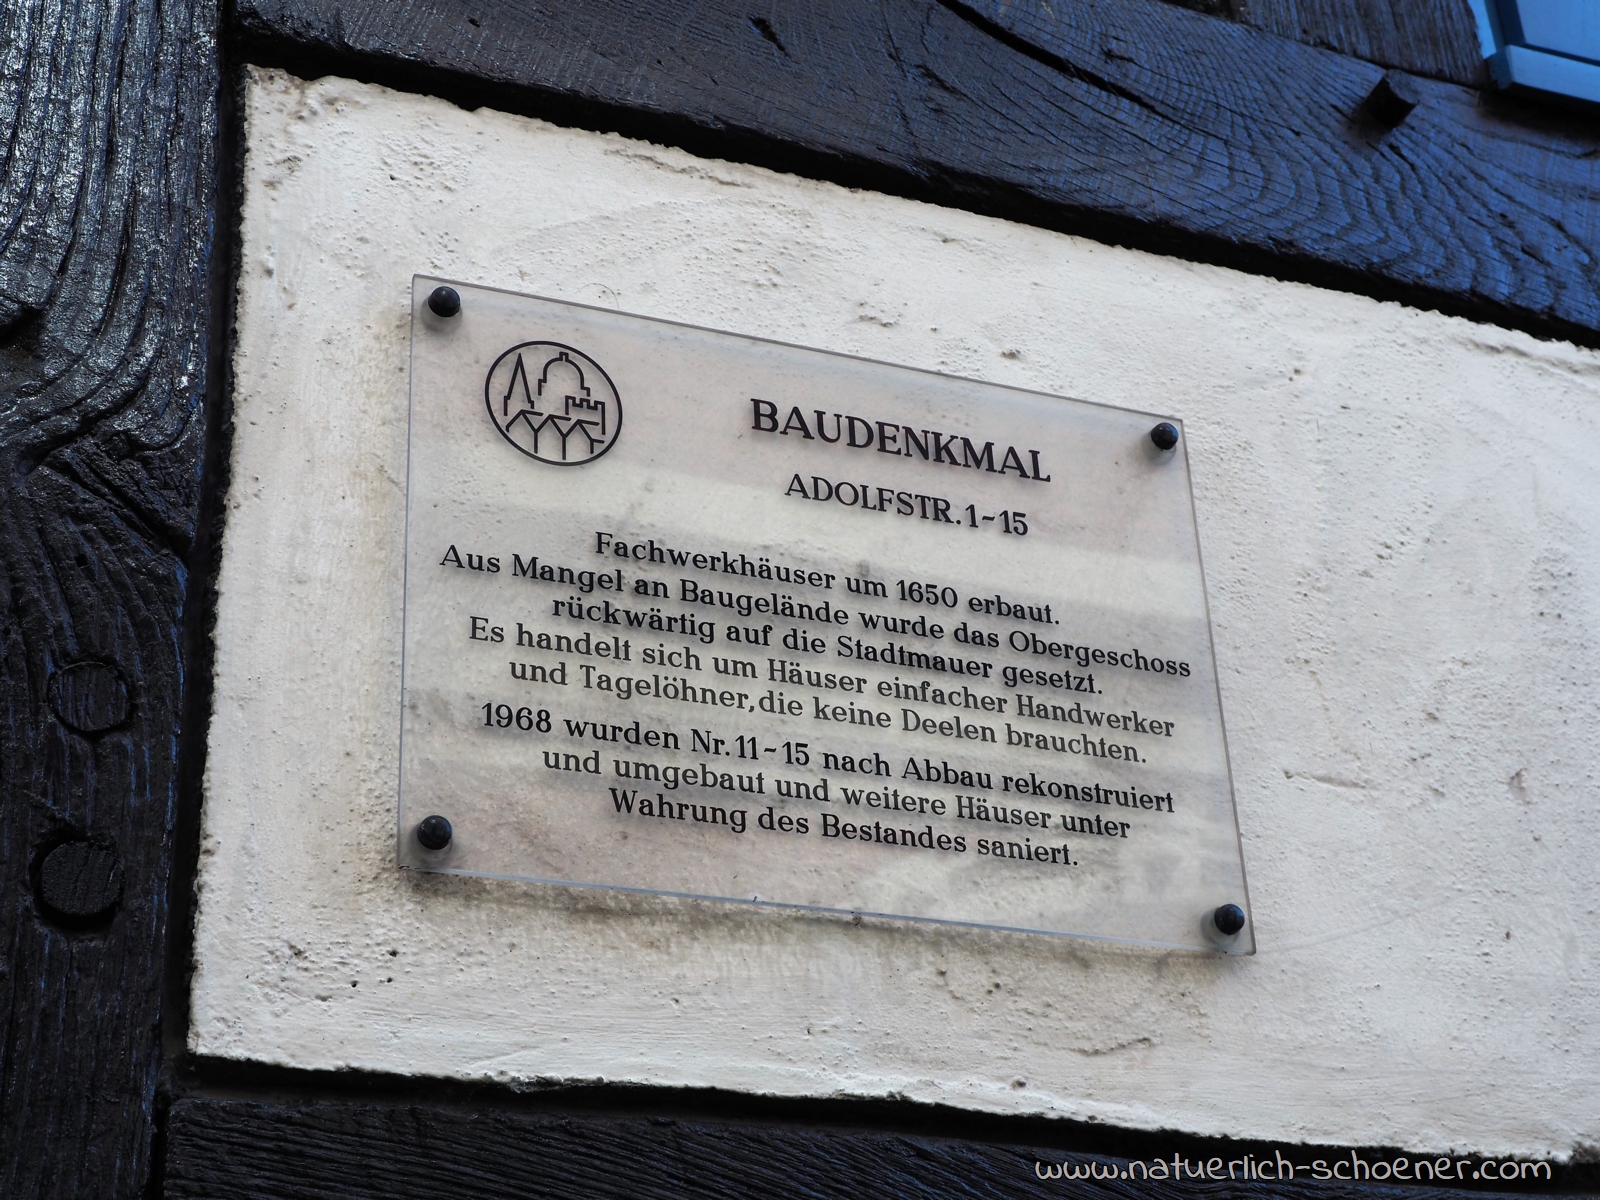 BAUDENKMAL
ADOLFSTR. 1-15
Fachwerkhäuser um 1650 erbaut.
Aus Mangel an Baugelände wurde das Obergeschoss
rückwärtig auf die Stadtmauer gesetzt.
Es handelt sich um Häuser einfacher Handwerker
und Tagelöhner, die keine Deelen brauchten.
1968 wurden Nr. 11-15 nach Abbau rekonstruiert
und umgebaut und weitere Häuser unter
Wahrung des Bestandes saniert.
www.natuerlich-schoener.com